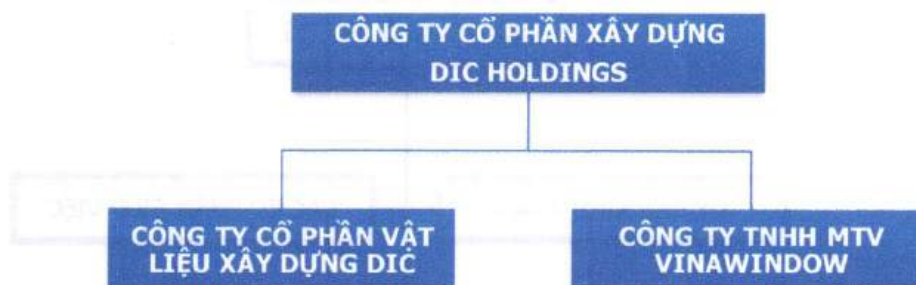 CÔNG TY CỔ PHẦN XÂY DỰNG
DIC HOLDINGS
CÔNG TY CỔ PHẦN VẬT
LIỆU XÂY DỰNG DIC
CÔNG TY TNHH MTV
VINAWINDOW